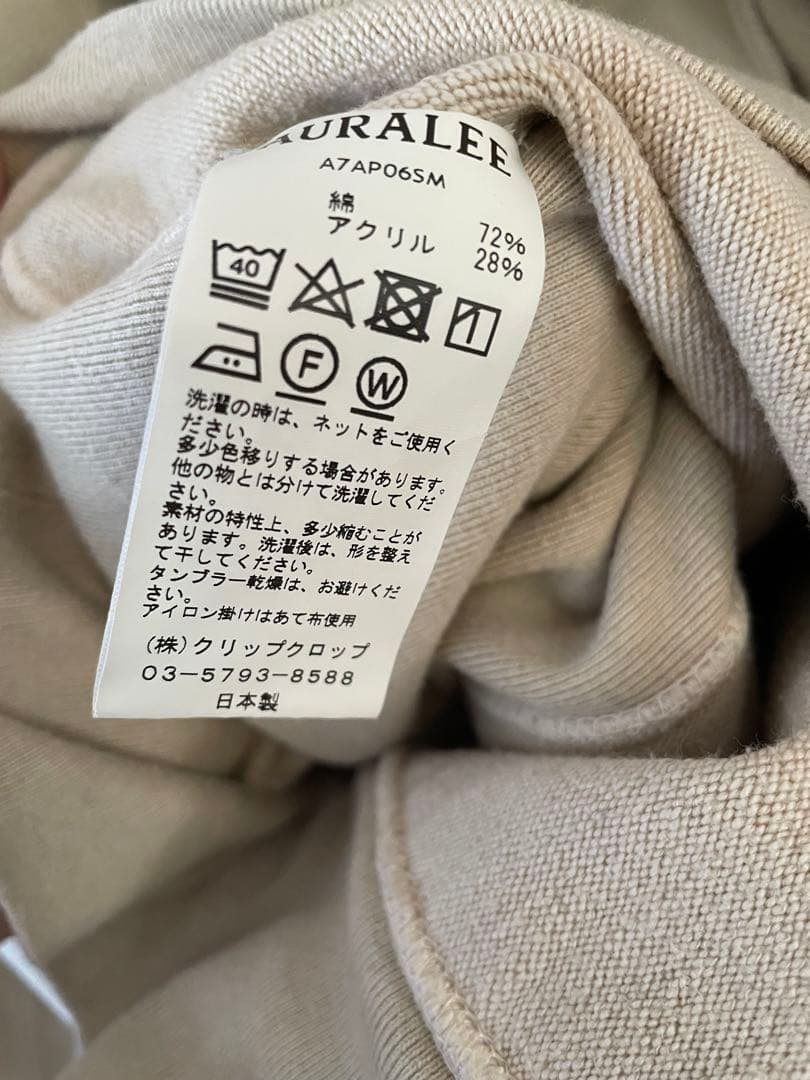 AURALEE
A7AP06SM
綿 72%
アクリル 28%
40
F W
洗濯の時は、ネットをご使用く
ださい。
多少色移りする場合があります。
他の物とは分けて洗濯してくだ
さい。
素材の特性上、多少縮むことが
あります。洗濯後は、形を整え
て干してください。
タンブラー乾燥は、お避けくだ
さい。
アイロン掛けはあて布使用
(株)クリップクロップ
03-5793-8588
日本製